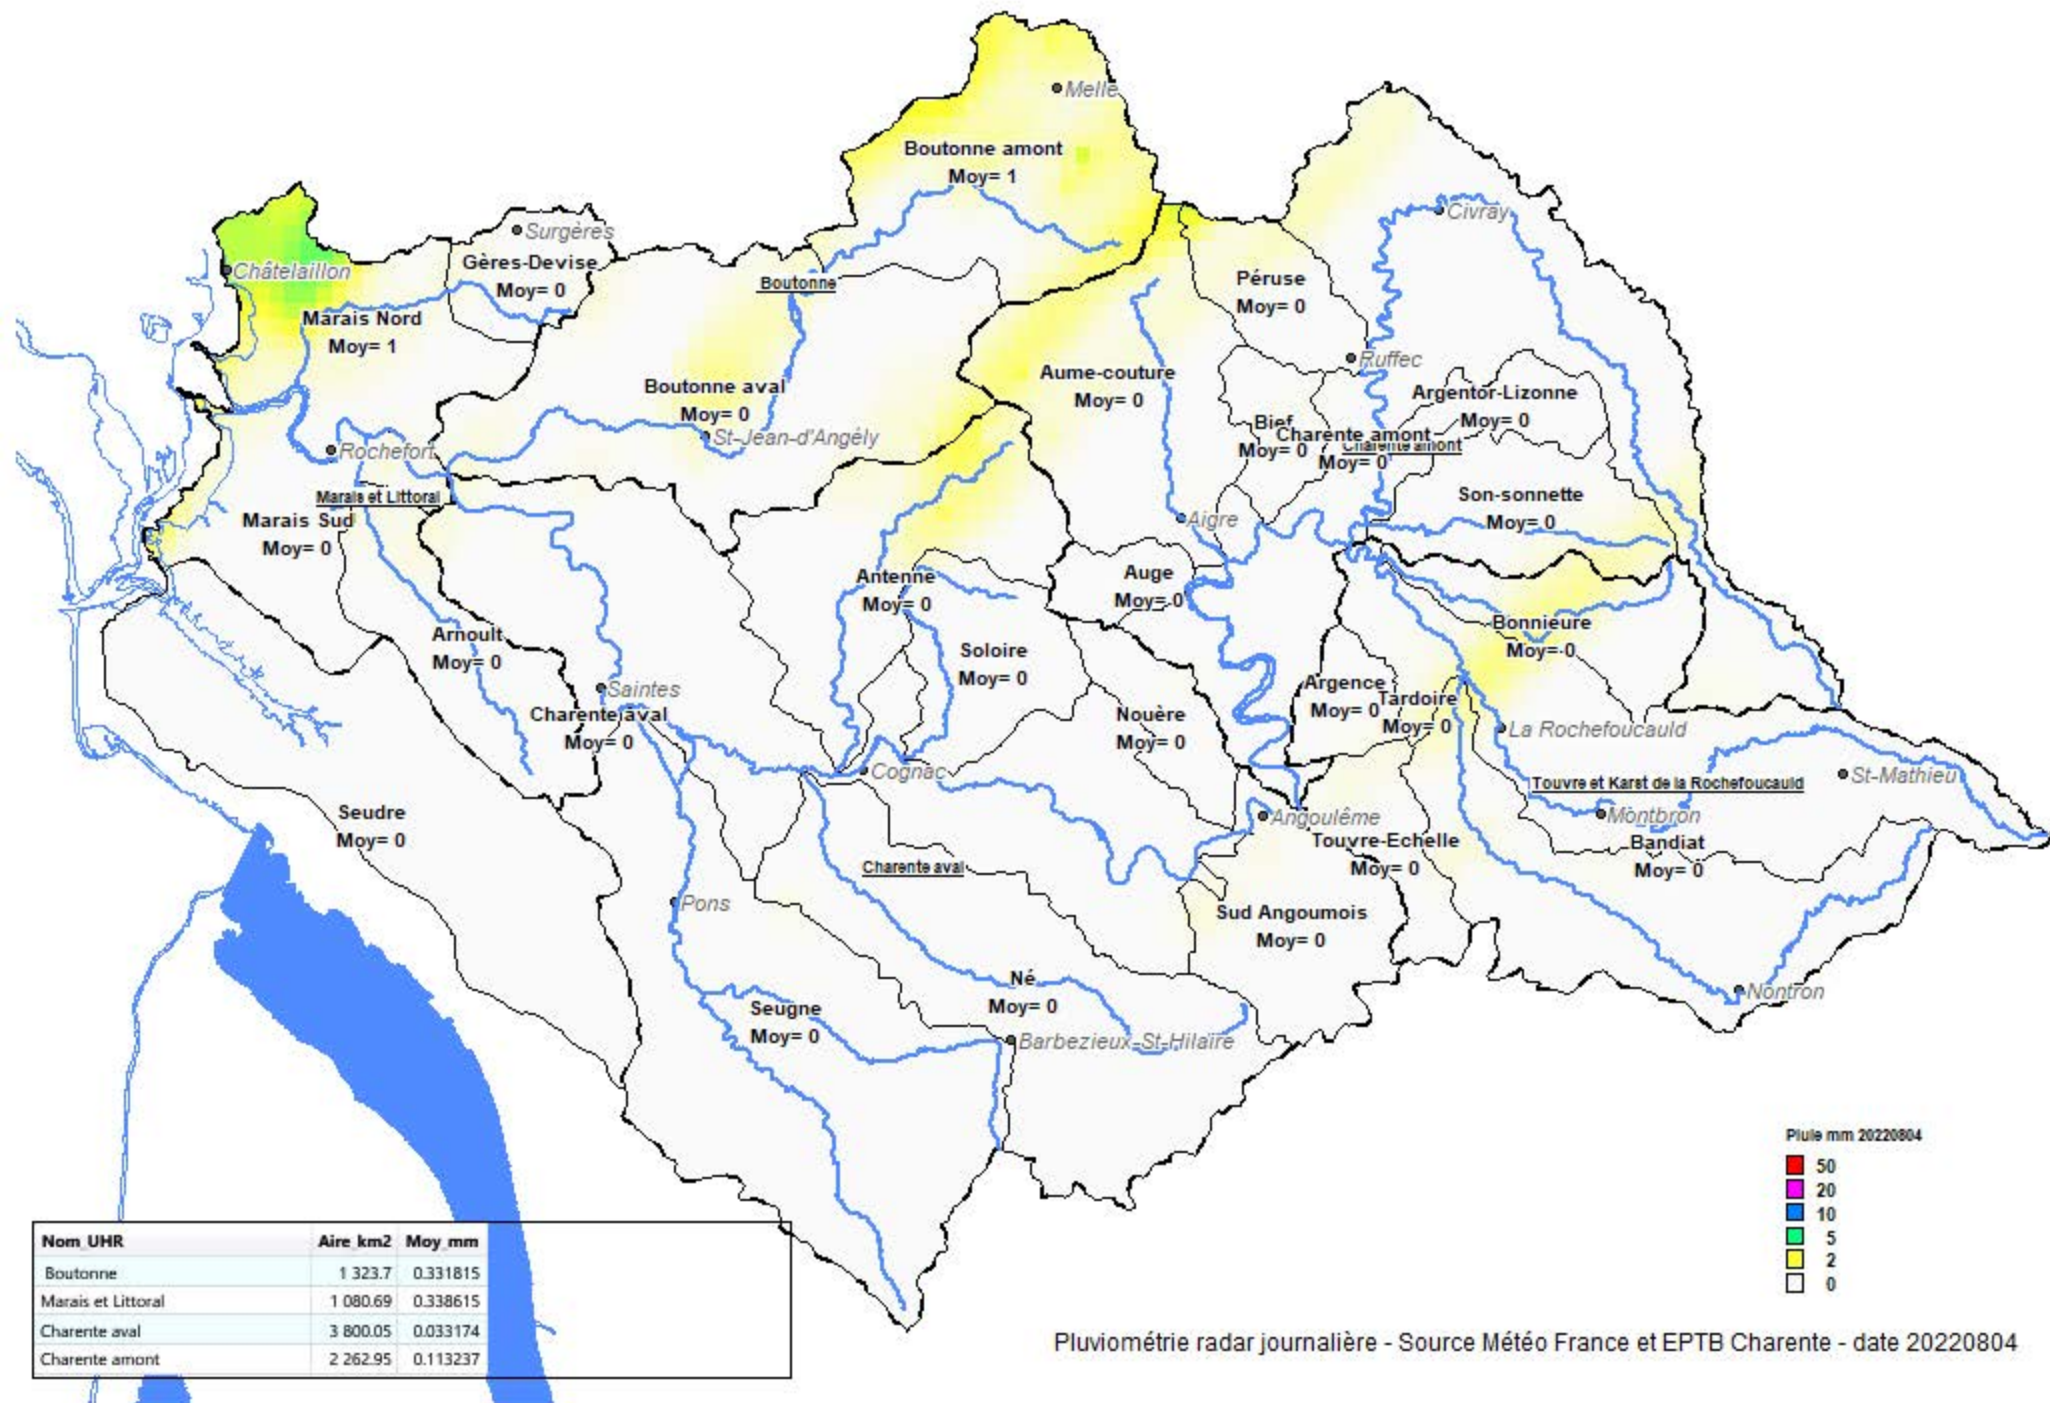 Melle
Boutonne amont
Moy= 1
Civray
Surgères
Gères-Devise
Moy= 0
Châtelaillon
Boutonne
Péruse
Moy= 0
Marais Nord
Moy= 1
Ruffec
Boutonne aval
Moy= 0
Aume-couture
Moy= 0
Argentor-Lizonne
Moy= 0
St-Jean-d'Angély
Bief
Moy= 0
Charente amont
Moy= 0
Charente amont
Rochefort
Marais et Littoral
Marais Sud
Moy= 0
Son-sonnette
Moy= 0
Aigre
Antenne
Moy= 0
Auge
Moy= 0
Bonnieure
Moy= 0
Arnoult
Moy= 0
Soloire
Moy= 0
Saintes
Argence
Moy= 0
Tardoire
Moy= 0
Charente aval
Moy= 0
Nouère
Moy= 0
La Rochefoucauld
Cognac
St-Mathieu
Touvre et Karst de la Rochefoucauld
Seudre
Moy= 0
Angoulême
Montbron
Touvre-Echelle
Moy= 0
Bandiat
Moy= 0
Charente aval
Pons
Sud Angoumois
Moy= 0
Né
Moy= 0
Nontron
Seugne
Moy= 0
Barbezieux-St-Hilaire
Pluie mm 20220804
50
20
10
5
2
0
Nom_UHR Aire_km2 Moy_mm
Boutonne 1 323.7 0.331815
Marais et Littoral 1 080.69 0.338615
Charente aval 3 800.05 0.033174
Charente amont 2 262.95 0.113237
Pluviométrie radar journalière - Source Météo France et EPTB Charente - date 20220804